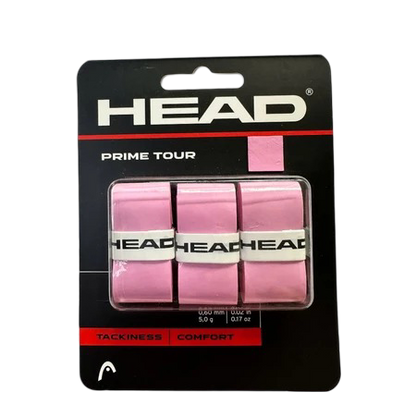 HEAD®
PRIME TOUR
HEAD HEAD HEAD
0,60 mm | 0.02 in
5,0 g | 0.17 oz
TACKINESS | COMFORT